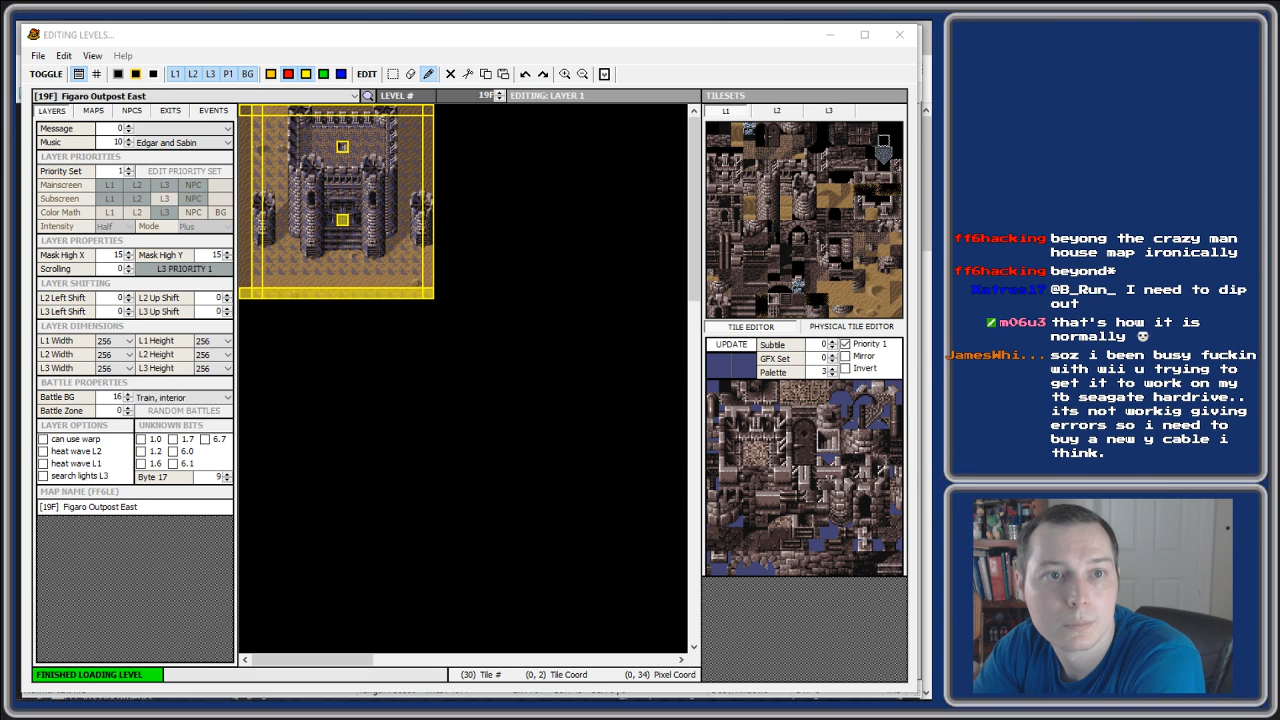 EDITING LEVELS...
File Edit View Help
TOGGLE L1 L2 L3 P1 BG EDIT
[19F] Figaro Outpost East LEVEL # 19F EDITING: LAYER 1 TILESETS
LAYERS MAPS NPCS EXITS EVENTS L1 L2 L3
Message 0
Music 10 Edgar and Sabin
LAYER PRIORITIES
Priority Set 1 EDIT PRIORITY SET
Mainscreen L1 L2 L3 NPC
Subscreen L1 L2 L3 NPC
Color Math L1 L2 L3 NPC BG
Intensity Half Mode Plus
LAYER PROPERTIES
Mask High X 15 Mask High Y 15
Scrolling 0 L3 PRIORITY 1
LAYER SHIFTING
L2 Left Shift 0 L2 Up Shift 0
L3 Left Shift 0 L3 Up Shift 0
LAYER DIMENSIONS
L1 Width 256 L1 Height 256
L2 Width 256 L2 Height 256
L3 Width 256 L3 Height 256
BATTLE PROPERTIES
Battle BG 16 Train, interior
Battle Zone 0 RANDOM BATTLES
LAYER OPTIONS UNKNOWN BITS
can use warp 1.0 1.7 6.7
heat wave L2 1.2 6.0
heat wave L1 1.6 6.1
search lights L3 Byte 17 9
MAP NAME (FF6LE)
[19F] Figaro Outpost East
FINISHED LOADING LEVEL
(30) Tile # (0, 2) Tile Coord (0, 34) Pixel Coord
TILE EDITOR PHYSICAL TILE EDITOR
UPDATE Subtile 0 Priority 1
GFX Set 0 Mirror
Palette 3 Invert
ff6hacking beyong the crazy man
house map ironically
ff6hacking beyond*
Xatres17 @B_Run_ I need to dip
out
m06u3 that's how it is
normally
JamesWhi... soz i been busy fuckin
with wii u trying to
get it to work on my
tb seagate hardrive..
its not workig giving
errors so i need to
buy a new y cable i
think.